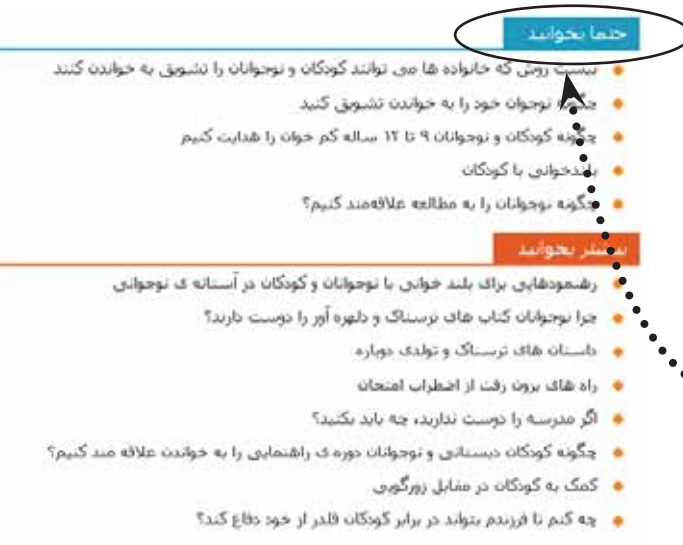 حتما بخوانید
بیست روش که خانواده ها می توانند کودکان و نوجوانان را تشویق به خواندن کنند
چگونه نوجوان خود را به خواندن تشویق کنید
چگونه کودکان و نوجوانان ۹ تا ۱۲ ساله کم خوان را هدایت کنیم
بلندخوانی با کودکان
چگونه نوجوانان را به مطالعه علاقه‌مند کنیم؟
بیشتر بخوانید
رهنمودهایی برای بلند خوانی با نوجوانان و کودکان در آستانه ی نوجوانی
چرا نوجوانان کتاب های ترسناک و دلهره آور را دوست دارند؟
داستان های ترسناک و تولدی دوباره
راه های برون رفت از اضطراب امتحان
اگر مدرسه را دوست ندارید، چه باید بکنید؟
چگونه کودکان دبستانی و نوجوانان دوره ی راهنمایی را به خواندن علاقه مند کنیم؟
کمک به کودکان در مقابل زورگویی
چه کنم تا فرزندم بتواند در برابر کودکان قلدر از خود دفاع کند؟